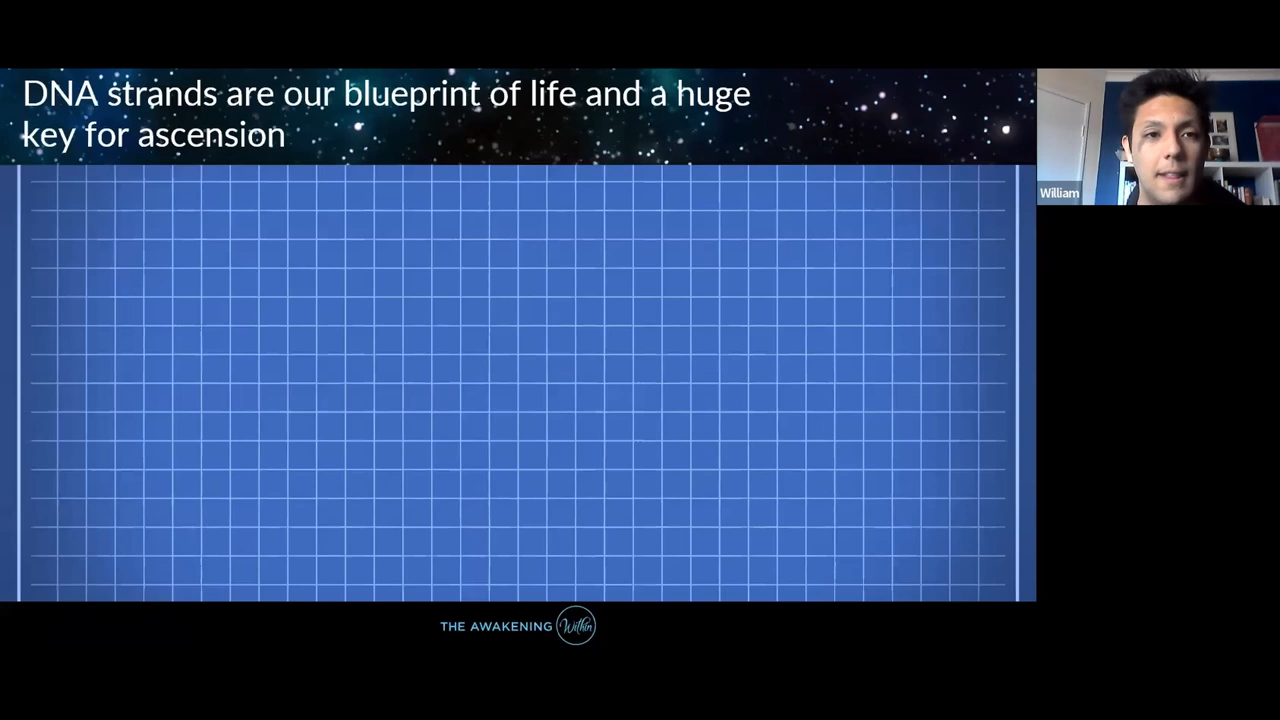 DNA strands are our blueprint of life and a huge
key for ascension
William
THE AWAKENING Within